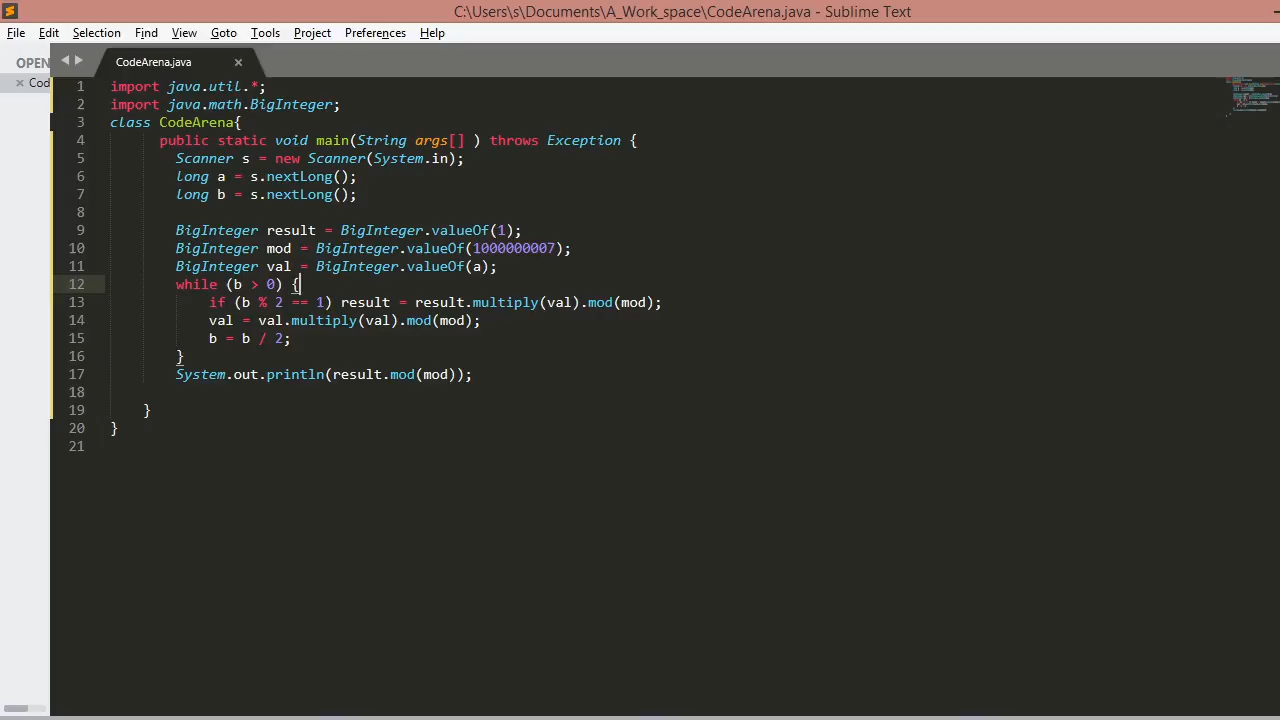 C:\Users\s\Documents\A_Work_space\CodeArena.java - Sublime Text
File Edit Selection Find View Goto Tools Project Preferences Help
OPEN
CodeArena.java ×
× Cod
1 import java.util.*;
2 import java.math.BigInteger;
3 class CodeArena{
4 public static void main(String args[] ) throws Exception {
5 Scanner s = new Scanner(System.in);
6 long a = s.nextLong();
7 long b = s.nextLong();
8
9 BigInteger result = BigInteger.valueOf(1);
10 BigInteger mod = BigInteger.valueOf(1000000007);
11 BigInteger val = BigInteger.valueOf(a);
12 while (b > 0) {
13 if (b % 2 == 1) result = result.multiply(val).mod(mod);
14 val = val.multiply(val).mod(mod);
15 b = b / 2;
16 }
17 System.out.println(result.mod(mod));
18
19 }
20 }
21